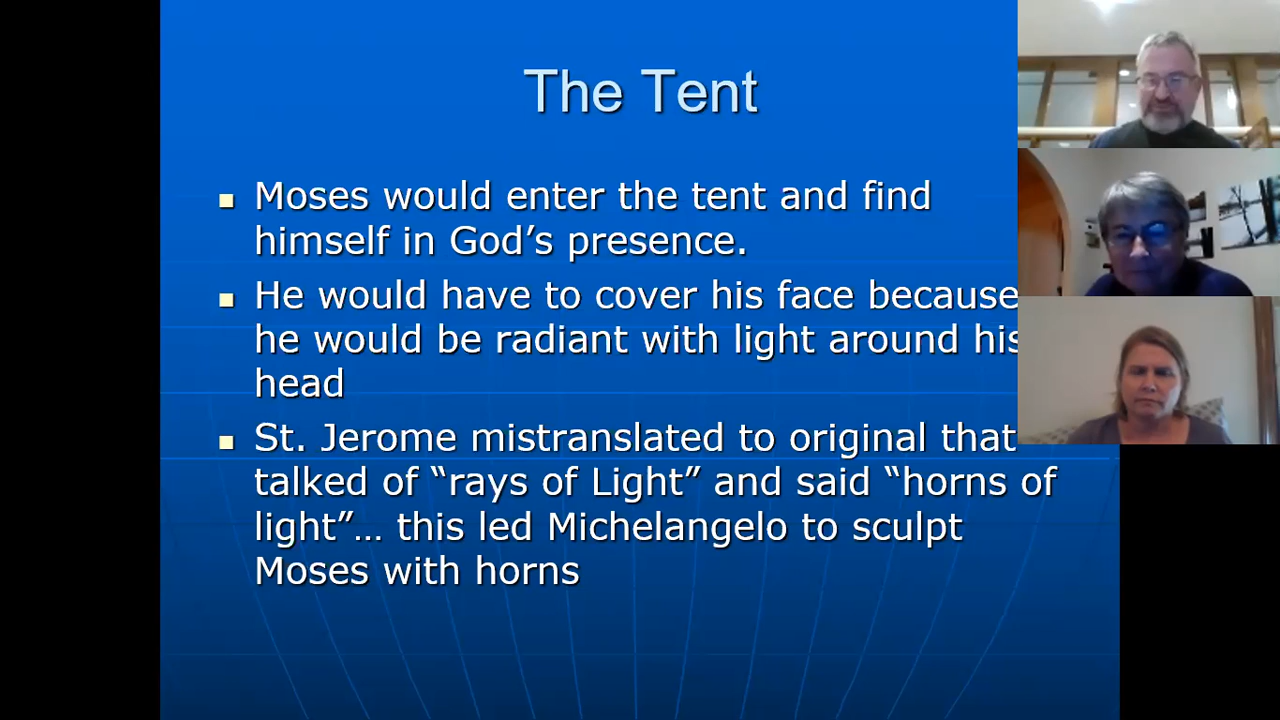 The Tent
Moses would enter the tent and find
himself in God’s presence.
He would have to cover his face because
he would be radiant with light around his
head
St. Jerome mistranslated to original that
talked of “rays of Light” and said “horns of
light”… this led Michelangelo to sculpt
Moses with horns